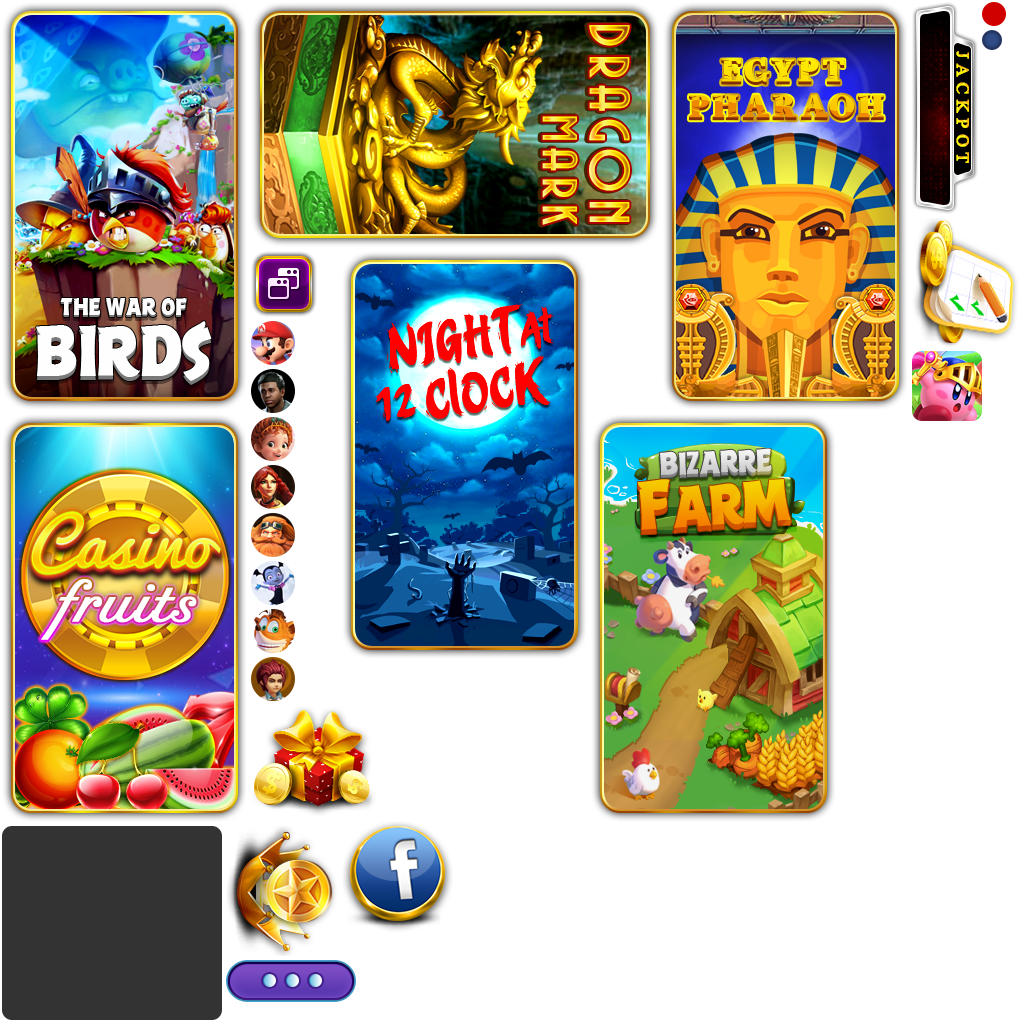 THE WAR OF
BIRDS
DRAGON
MARK
EGYPT
PHARAOH
JACKPOT
NIGHT At
12 ClOCK
Casino
fruits
BIZARRE
FARM
f